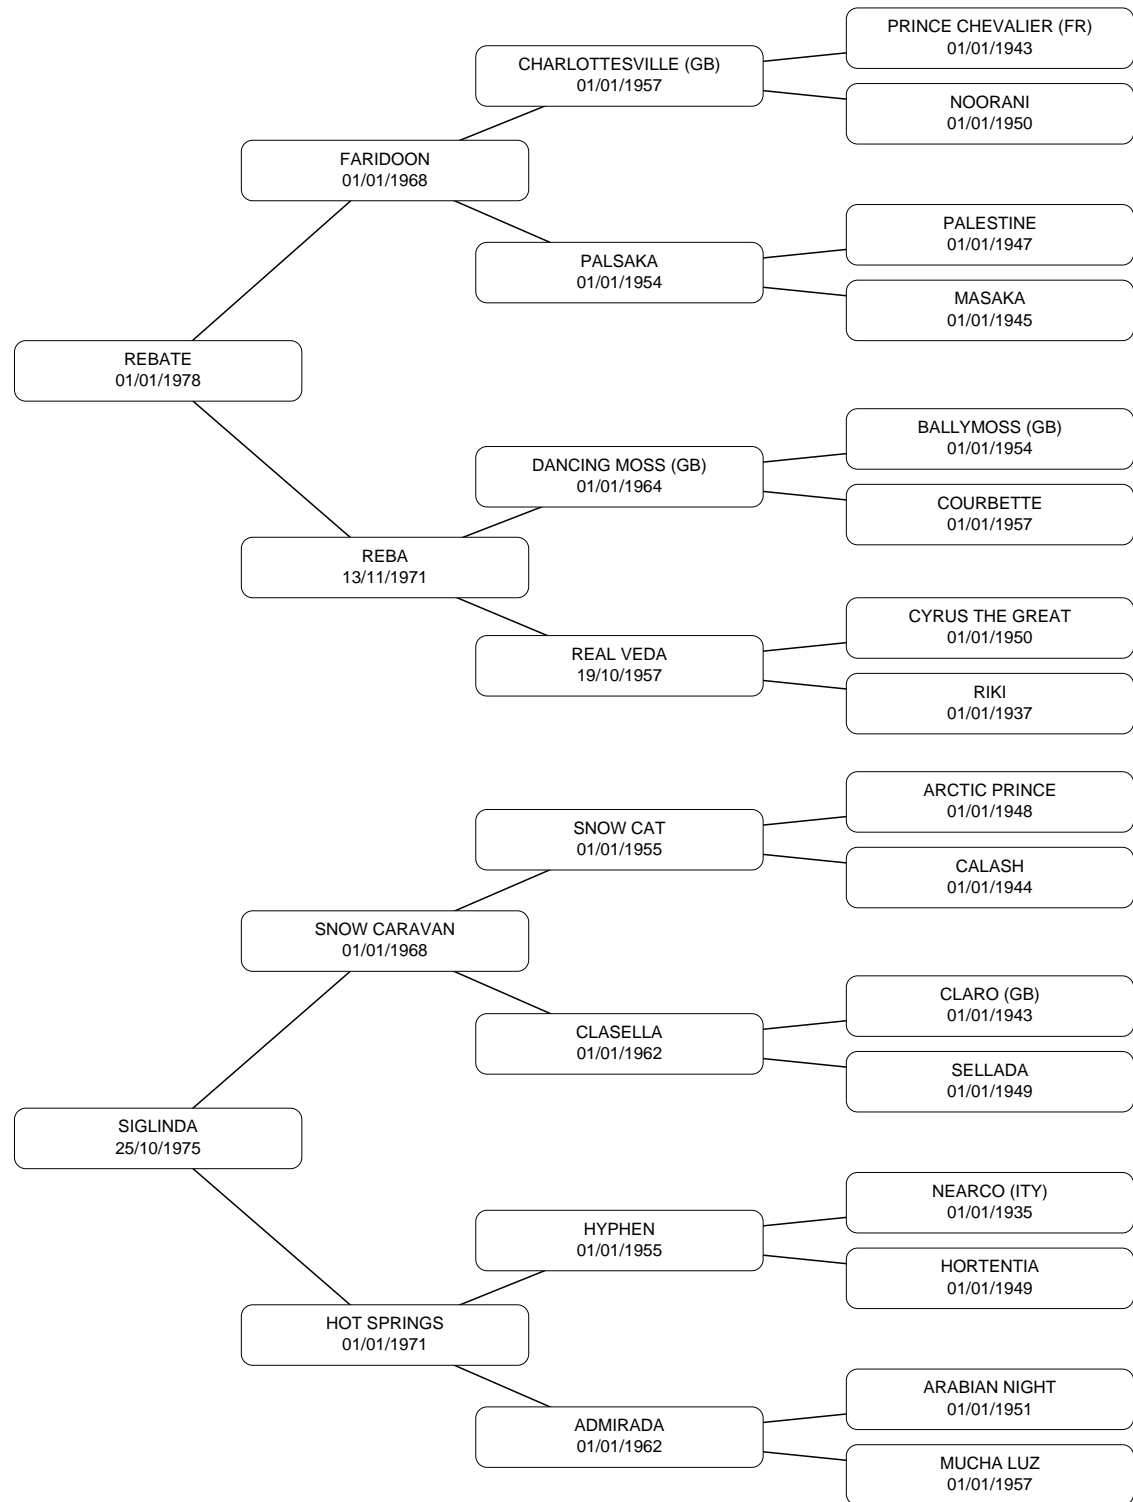 PRINCE CHEVALIER (FR)
01/01/1943
CHARLOTTESVILLE (GB)
01/01/1957
NOORANI
01/01/1950
FARIDOON
01/01/1968
PALESTINE
01/01/1947
PALSAKA
01/01/1954
MASAKA
01/01/1945
REBATE
01/01/1978
BALLYMOSS (GB)
01/01/1954
DANCING MOSS (GB)
01/01/1964
COURBETTE
01/01/1957
REBA
13/11/1971
CYRUS THE GREAT
01/01/1950
REAL VEDA
19/10/1957
RIKI
01/01/1937
ARCTIC PRINCE
01/01/1948
SNOW CAT
01/01/1955
CALASH
01/01/1944
SNOW CARAVAN
01/01/1968
CLARO (GB)
01/01/1943
CLASELLA
01/01/1962
SELLADA
01/01/1949
SIGLINDA
25/10/1975
NEARCO (ITY)
01/01/1935
HYPHEN
01/01/1955
HORTENTIA
01/01/1949
HOT SPRINGS
01/01/1971
ARABIAN NIGHT
01/01/1951
ADMIRADA
01/01/1962
MUCHA LUZ
01/01/1957